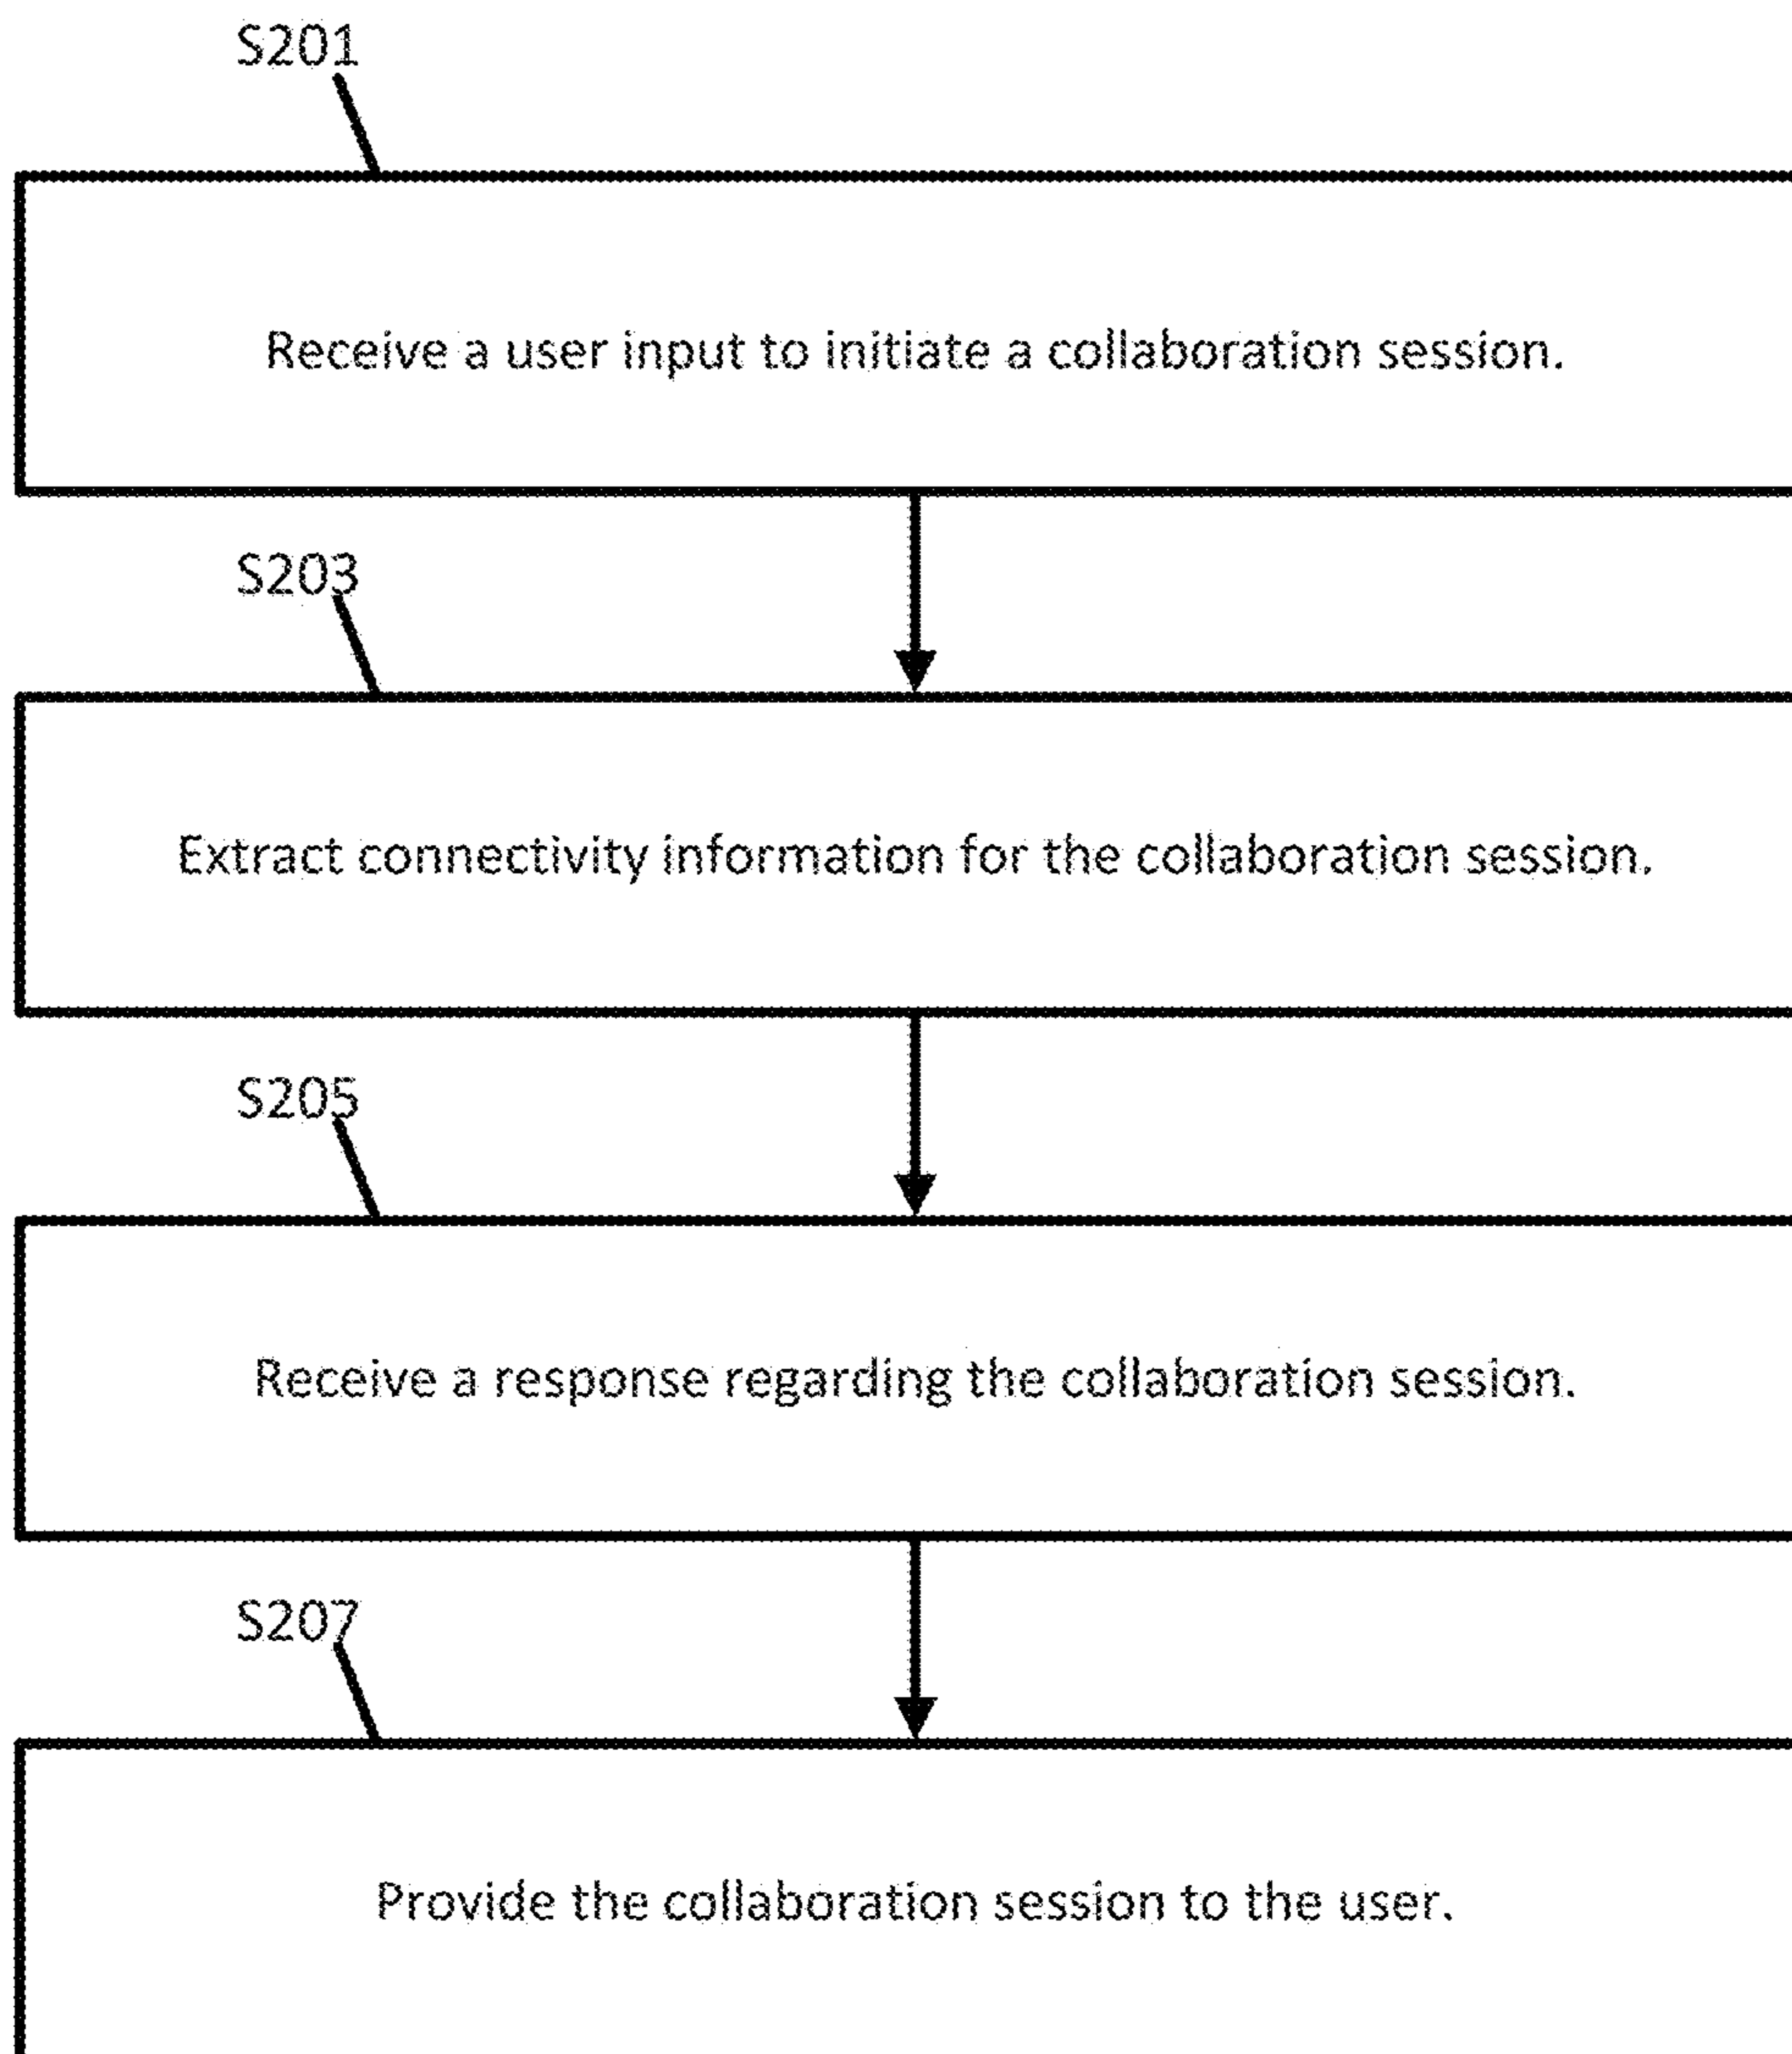 S201
Receive a user input to initiate a collaboration session.
S203
Extract connectivity information for the collaboration session.
S205
Receive a response regarding the collaboration session.
S207
Provide the collaboration session to the user.